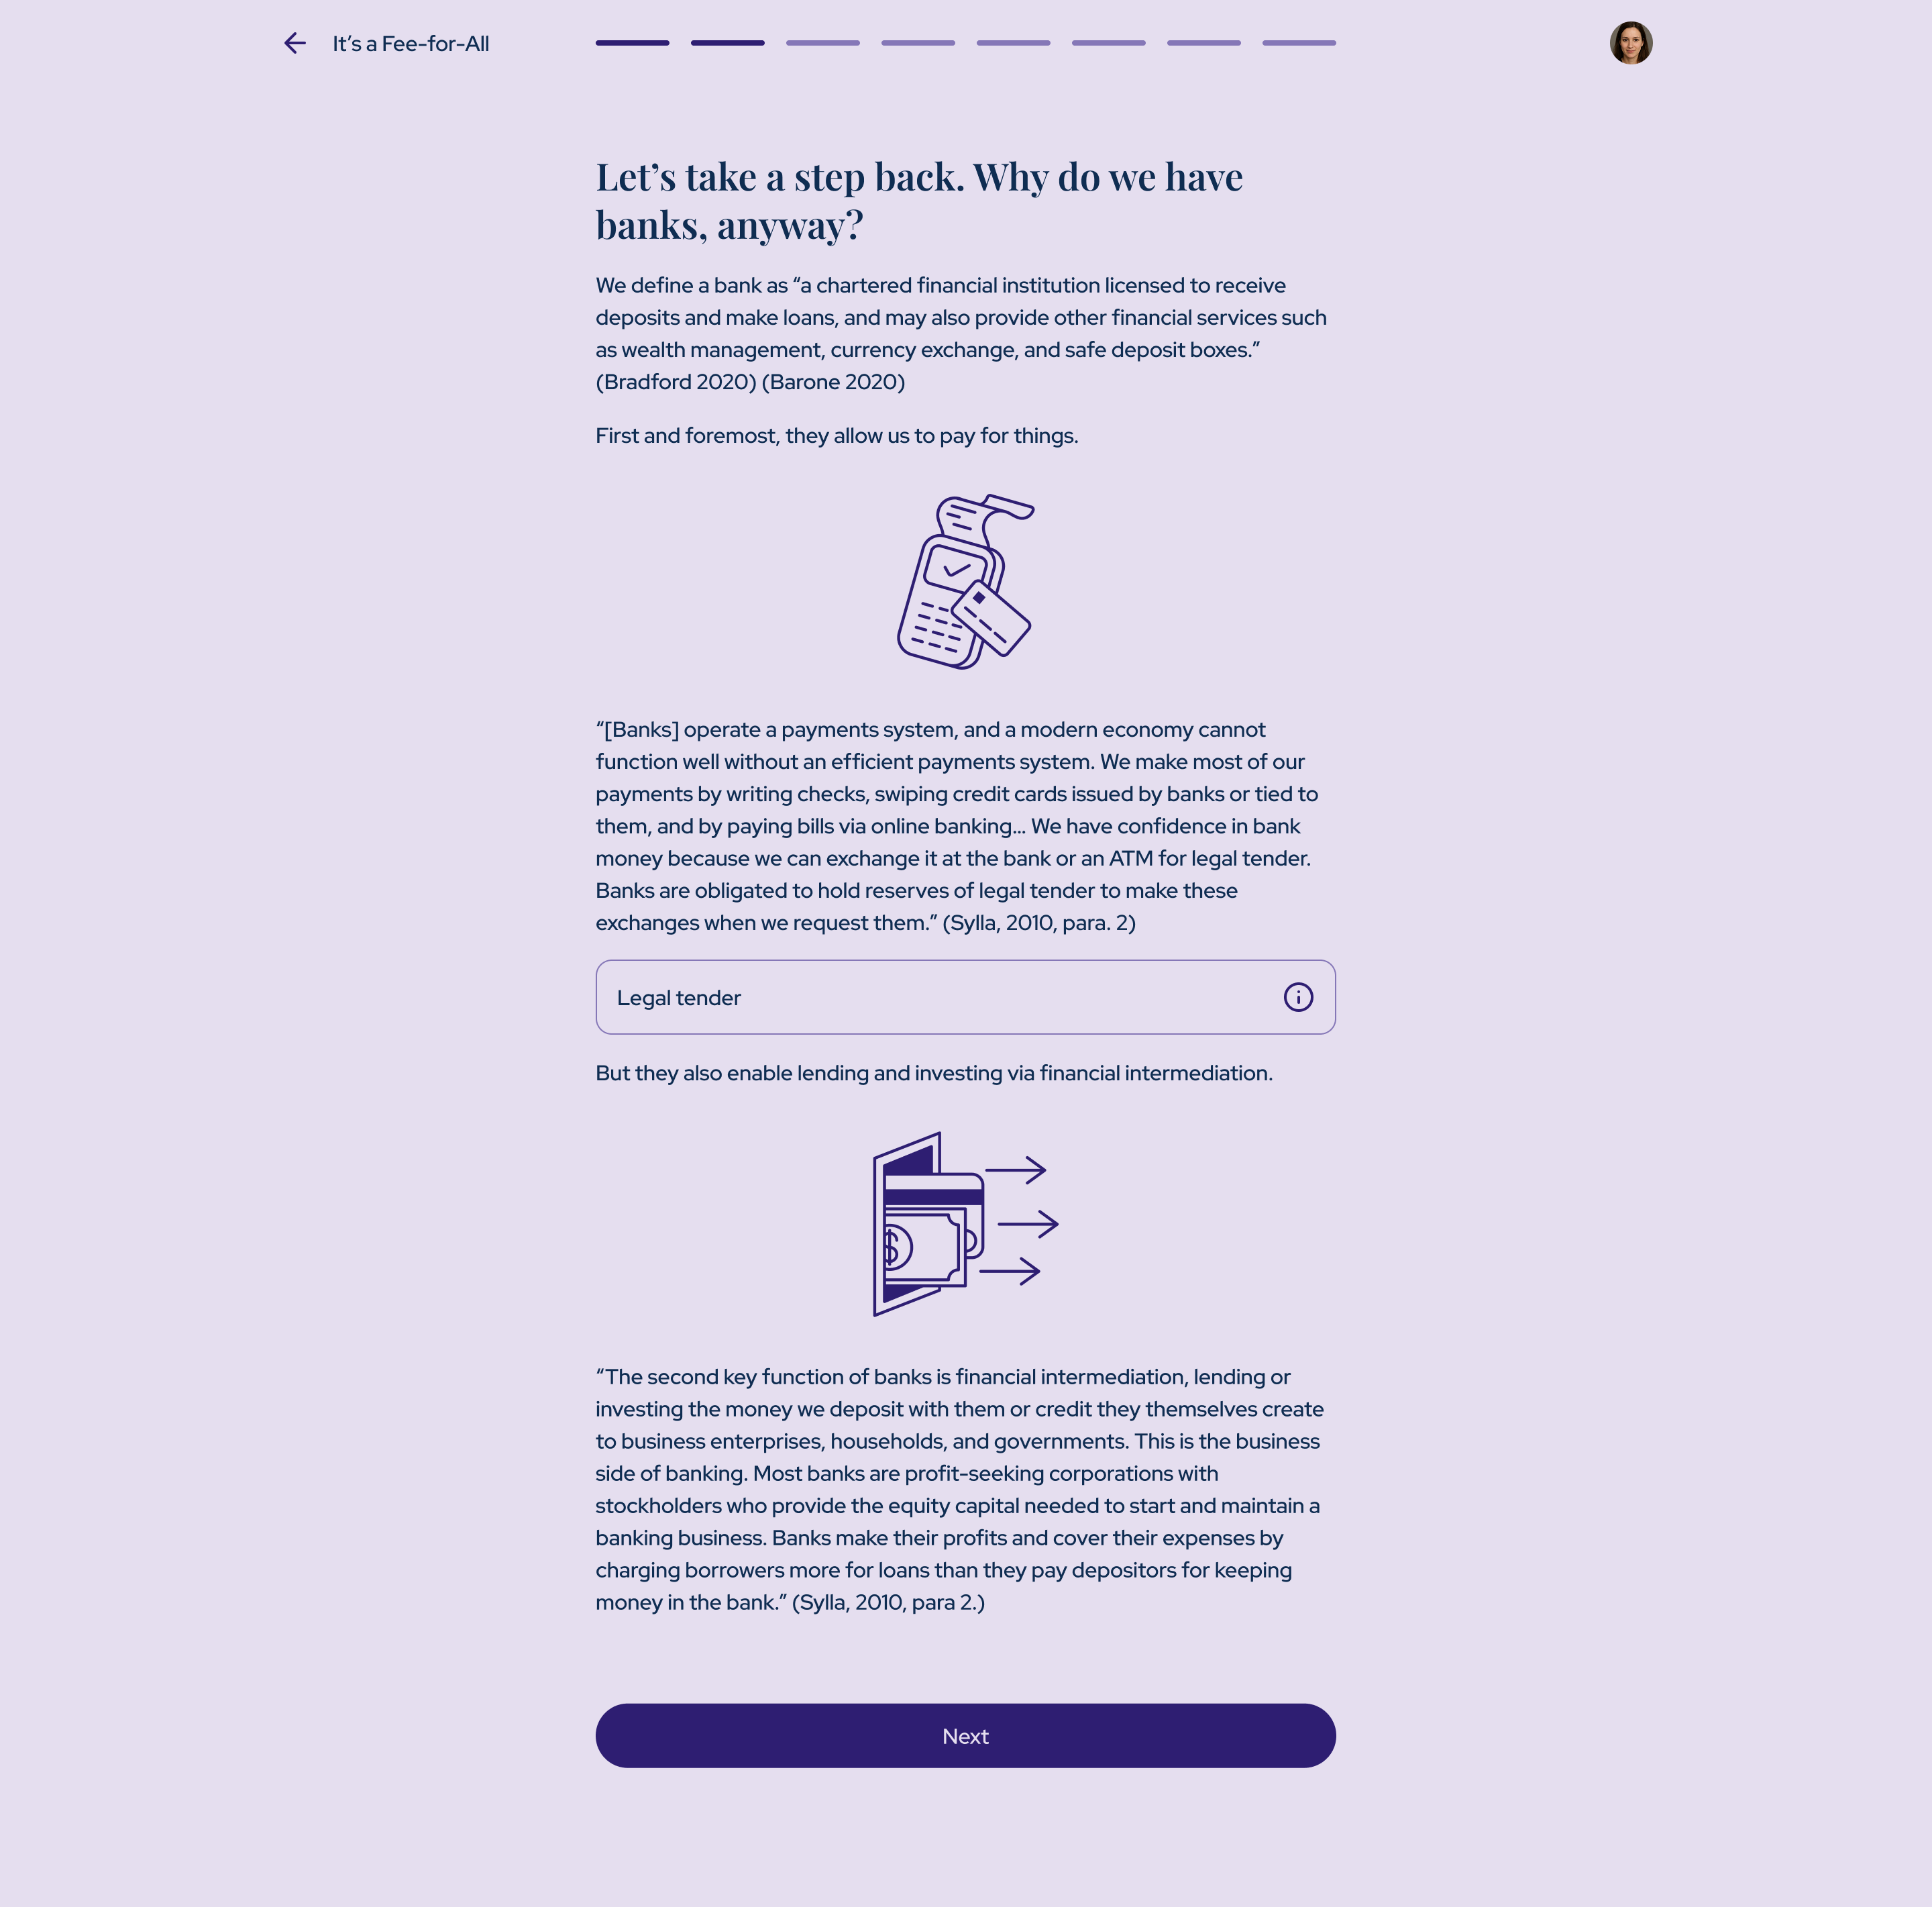 It’s a Fee-for-All
Let’s take a step back. Why do we have
banks, anyway?
We define a bank as “a chartered financial institution licensed to receive
deposits and make loans, and may also provide other financial services such
as wealth management, currency exchange, and safe deposit boxes.”
(Bradford 2020) (Barone 2020)
First and foremost, they allow us to pay for things.
“[Banks] operate a payments system, and a modern economy cannot
function well without an efficient payments system. We make most of our
payments by writing checks, swiping credit cards issued by banks or tied to
them, and by paying bills via online banking... We have confidence in bank
money because we can exchange it at the bank or an ATM for legal tender.
Banks are obligated to hold reserves of legal tender to make these
exchanges when we request them.” (Sylla, 2010, para. 2)
Legal tender
But they also enable lending and investing via financial intermediation.
$
“The second key function of banks is financial intermediation, lending or
investing the money we deposit with them or credit they themselves create
to business enterprises, households, and governments. This is the business
side of banking. Most banks are profit-seeking corporations with
stockholders who provide the equity capital needed to start and maintain a
banking business. Banks make their profits and cover their expenses by
charging borrowers more for loans than they pay depositors for keeping
money in the bank.” (Sylla, 2010, para 2.)
Next